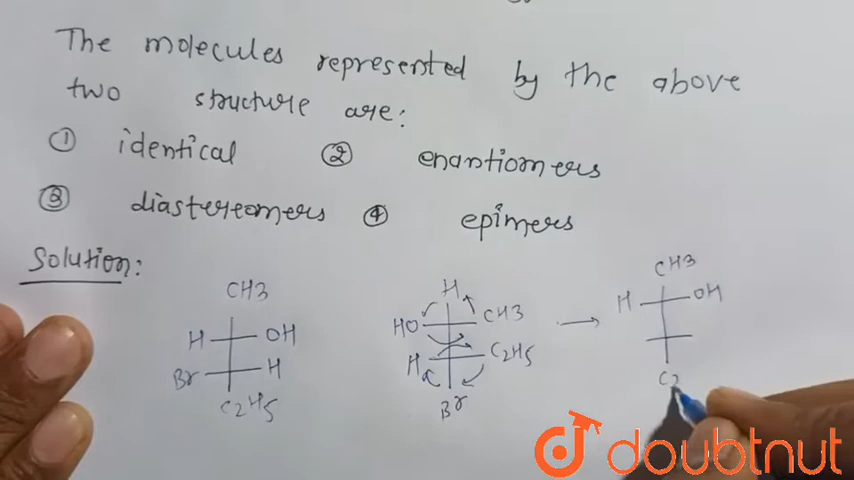 The molecules represented by the above
two structure are:
① identical ② enantiomers
③ diastereomers ④ epimers
Solution:
CH3
H OH
Br H
C2H5
H
HO CH3
H C2H5
Br
CH3
H OH
C2
doubtnut